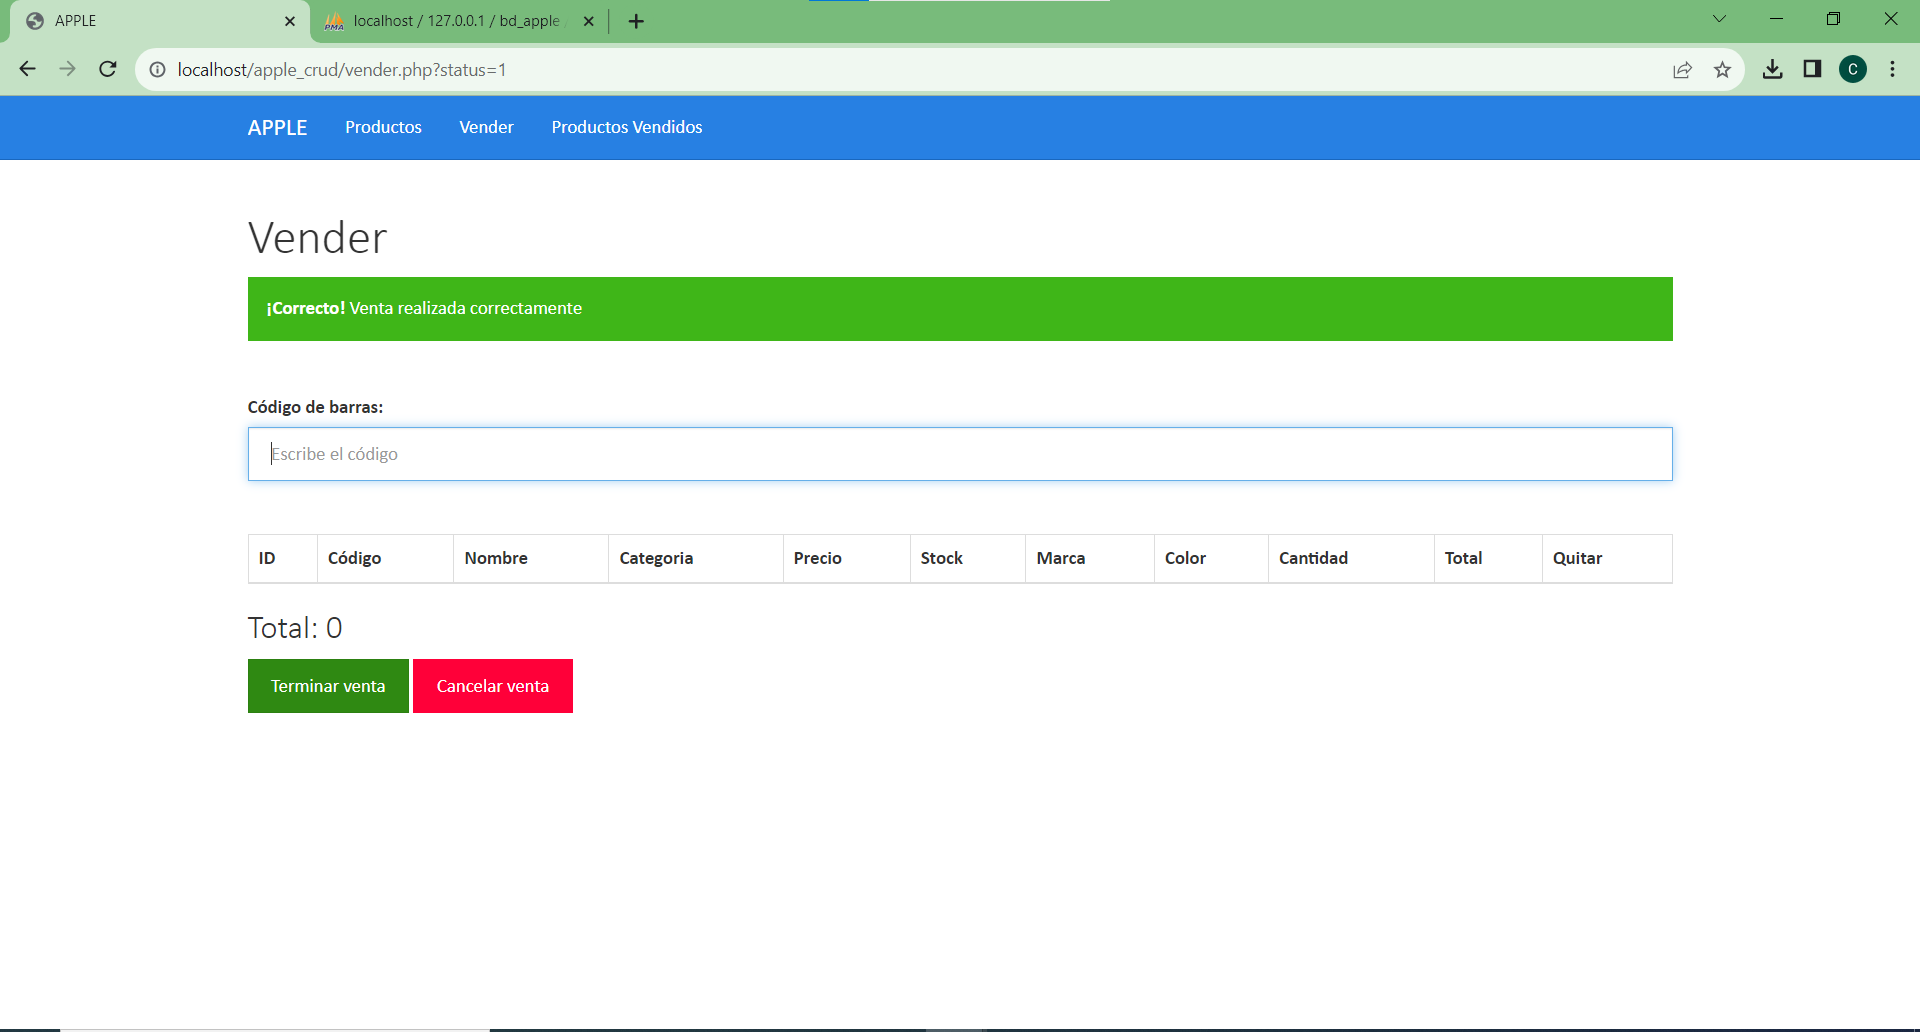 APPLE
localhost / 127.0.0.1 / bd_apple
localhost/apple_crud/vender.php?status=1
C
APPLE Productos Vender Productos Vendidos
Vender
¡Correcto! Venta realizada correctamente
Código de barras:
Escribe el código
ID Código Nombre Categoria Precio Stock Marca Color Cantidad Total Quitar
Total: 0
Terminar venta Cancelar venta